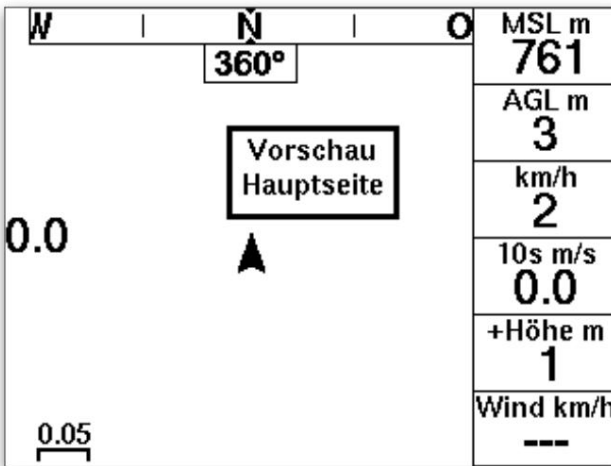 W N O
360°
Vorschau
Hauptseite
0.0
0.05
MSL m
761
AGL m
3
km/h
2
10s m/s
0.0
+Höhe m
1
Wind km/h
---